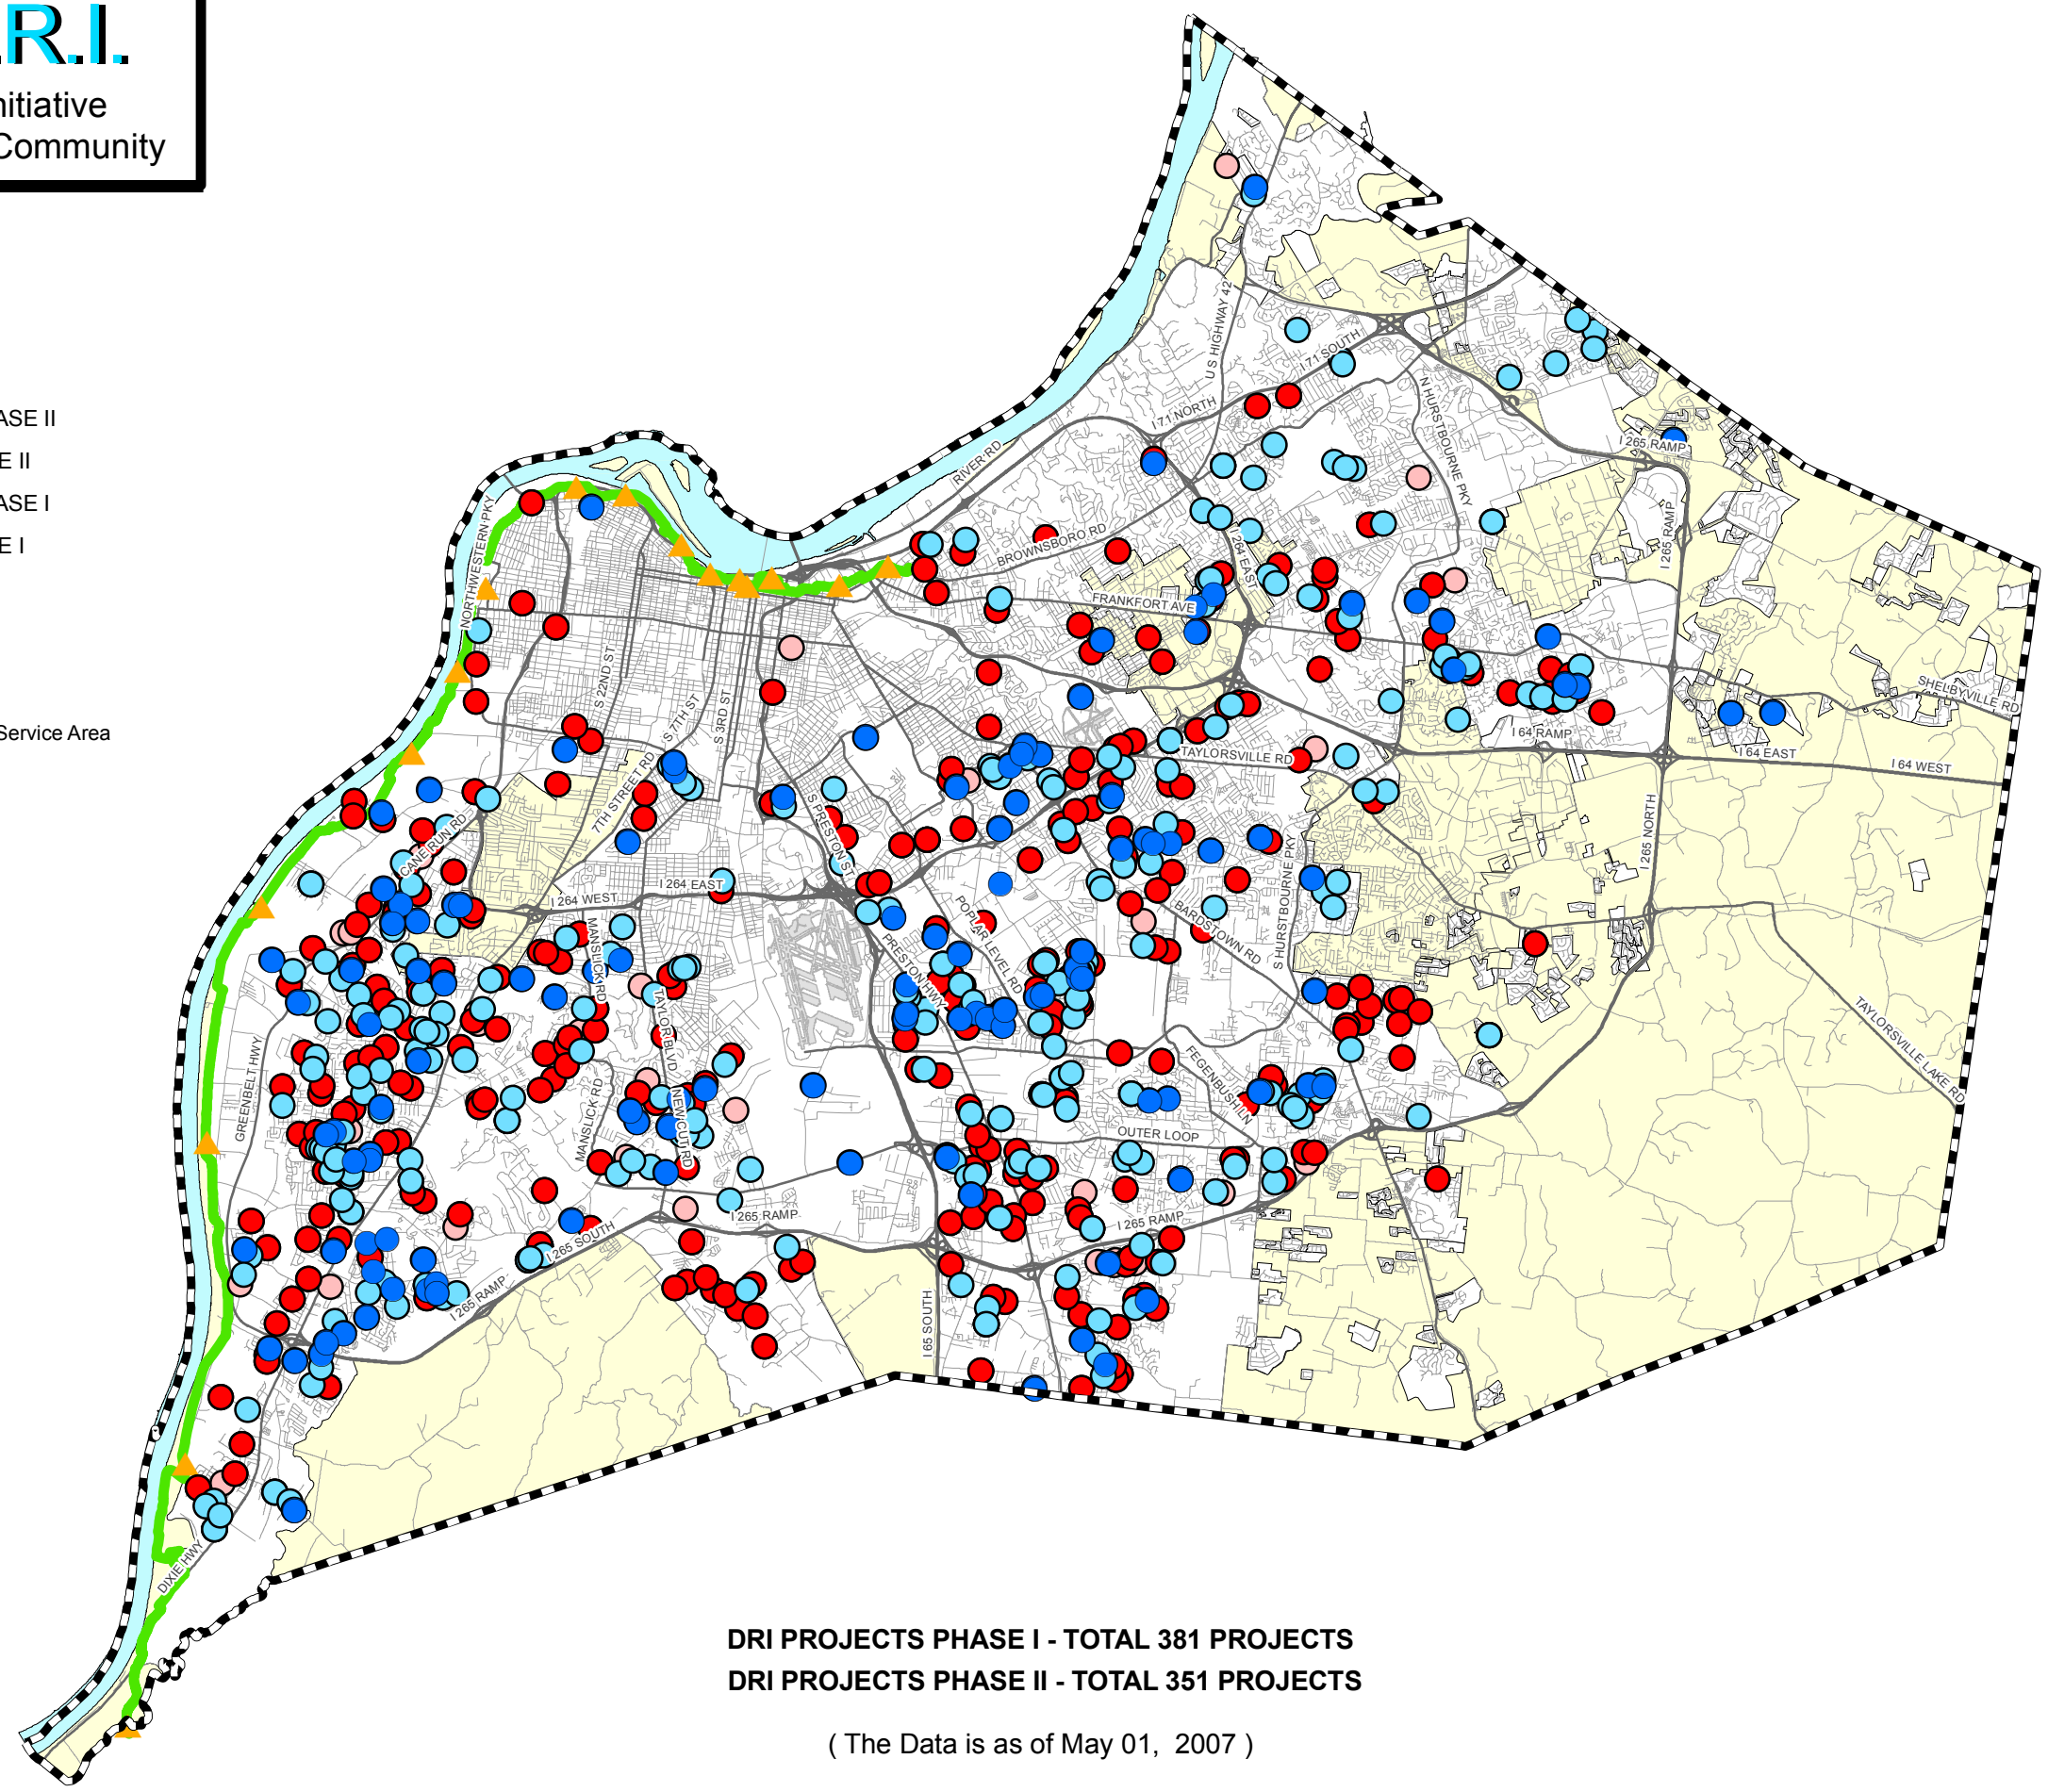 R.I.
nitiative
Community
ASE II
E II
ASE I
E I
Service Area
US HIGHWAY 42
I 71 SOUTH
I 71 NORTH
N HURSTBOURNE PKY
I 265 RAMP
RIVER RD
NORTHWESTERN PKY
BROWNSBORO RD
I 264 EAST
I 265 RAMP
FRANKFORT AVE
S 22ND ST
S 7TH ST
S 3RD ST
SHELBYVILLE RD
I 64 RAMP
TAYLORSVILLE RD
I 64 EAST
I 64 WEST
7TH STREET RD
S PRESTON ST
CANE RUN RD
I 265 NORTH
I 264 EAST
I 264 WEST
S HURSTBOURNE PKY
POPLAR LEVEL RD
BARDSTOWN RD
MANSLICK RD
PRESTON HWY
TAYLOR BLVD
TAYLORSVILLE LAKE RD
GREENBELT HWY
FEGENBUSH LN
MANSLICK RD
NEW CUT RD
OUTER LOOP
I 265 RAMP
I 265 RAMP
I 265 SOUTH
I 265 RAMP
I 65 SOUTH
DIXIE HWY
DRI PROJECTS PHASE I - TOTAL 381 PROJECTS
DRI PROJECTS PHASE II - TOTAL 351 PROJECTS
( The Data is as of May 01, 2007 )